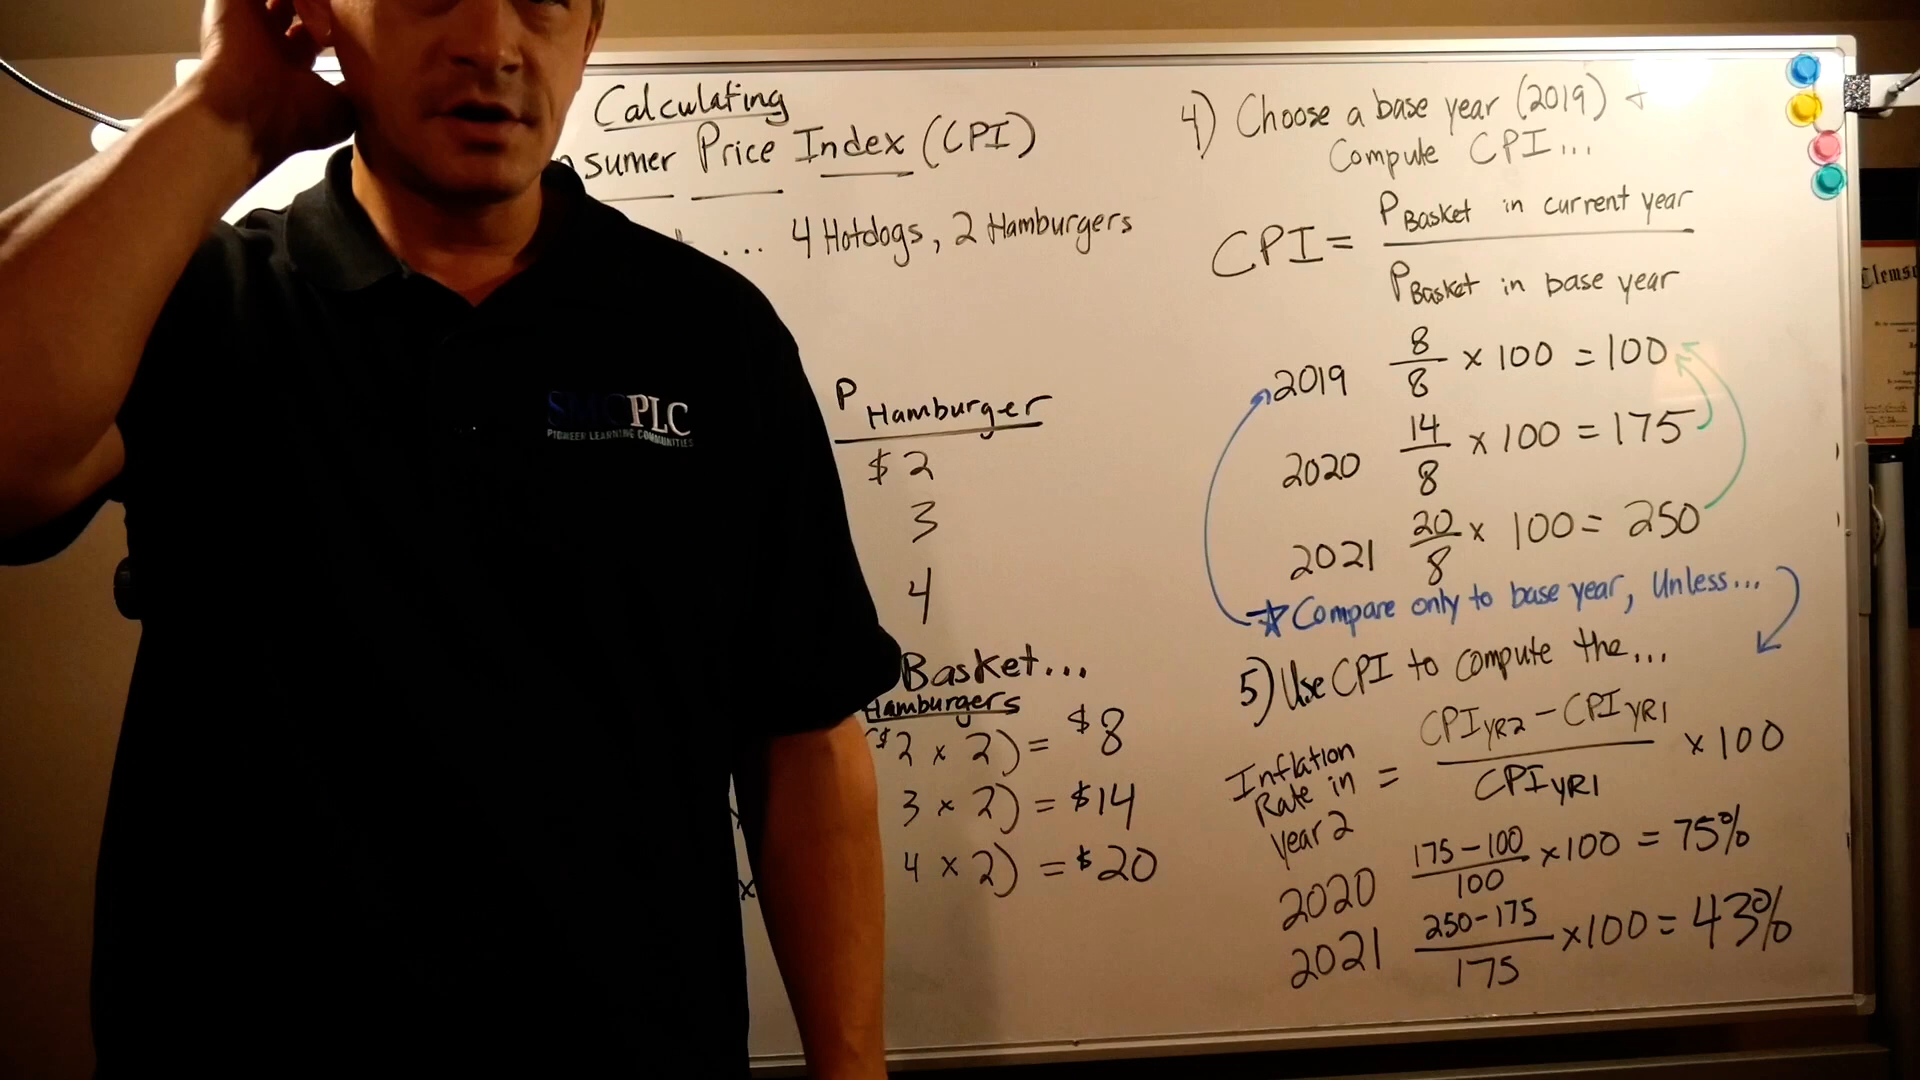 Calculating
nsumer Price Index (CPI)
... 4 Hotdogs, 2 Hamburgers
P Hamburger
$2
3
4
Basket...
Hamburgers
($2 x 2) = $8
3 x 2) = $14
4 x 2) = $20
x
SMCPLC
PIONEER LEARNING COMMUNITIES
4) Choose a base year (2019) +
Compute CPI...
CPI = P Basket in current year
P Basket in base year
2019 8/8 x 100 = 100
2020 14/8 x 100 = 175
2021 20/8 x 100 = 250
☆ Compare only to base year, Unless...
5) Use CPI to compute the...
Inflation Rate in year 2 = CPI YR2 - CPI YR1 / CPI YR1 x 100
2020 175-100/100 x100 = 75%
2021 250-175/175 x100 = 43%
Clemso